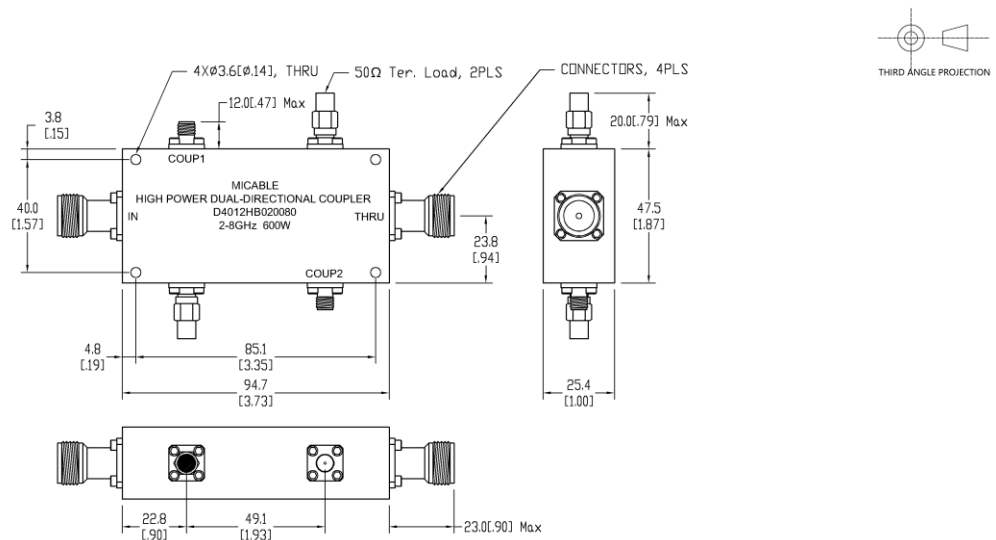 THIRD ANGLE PROJECTION
4XØ3.6[Ø.14], THRU
50Ω Ter. Load, 2PLS
CONNECTORS, 4PLS
12.0[.47] Max
3.8
[.15]
20.0[.79] Max
COUP1
MICABLE
HIGH POWER DUAL-DIRECTIONAL COUPLER
D4012HB020080
2-8GHz 600W
IN
THRU
COUP2
40.0
[1.57]
23.8
[.94]
47.5
[1.87]
4.8
[.19]
85.1
[3.35]
94.7
[3.73]
25.4
[1.00]
22.8
[.90]
49.1
[1.93]
23.0[.90] Max